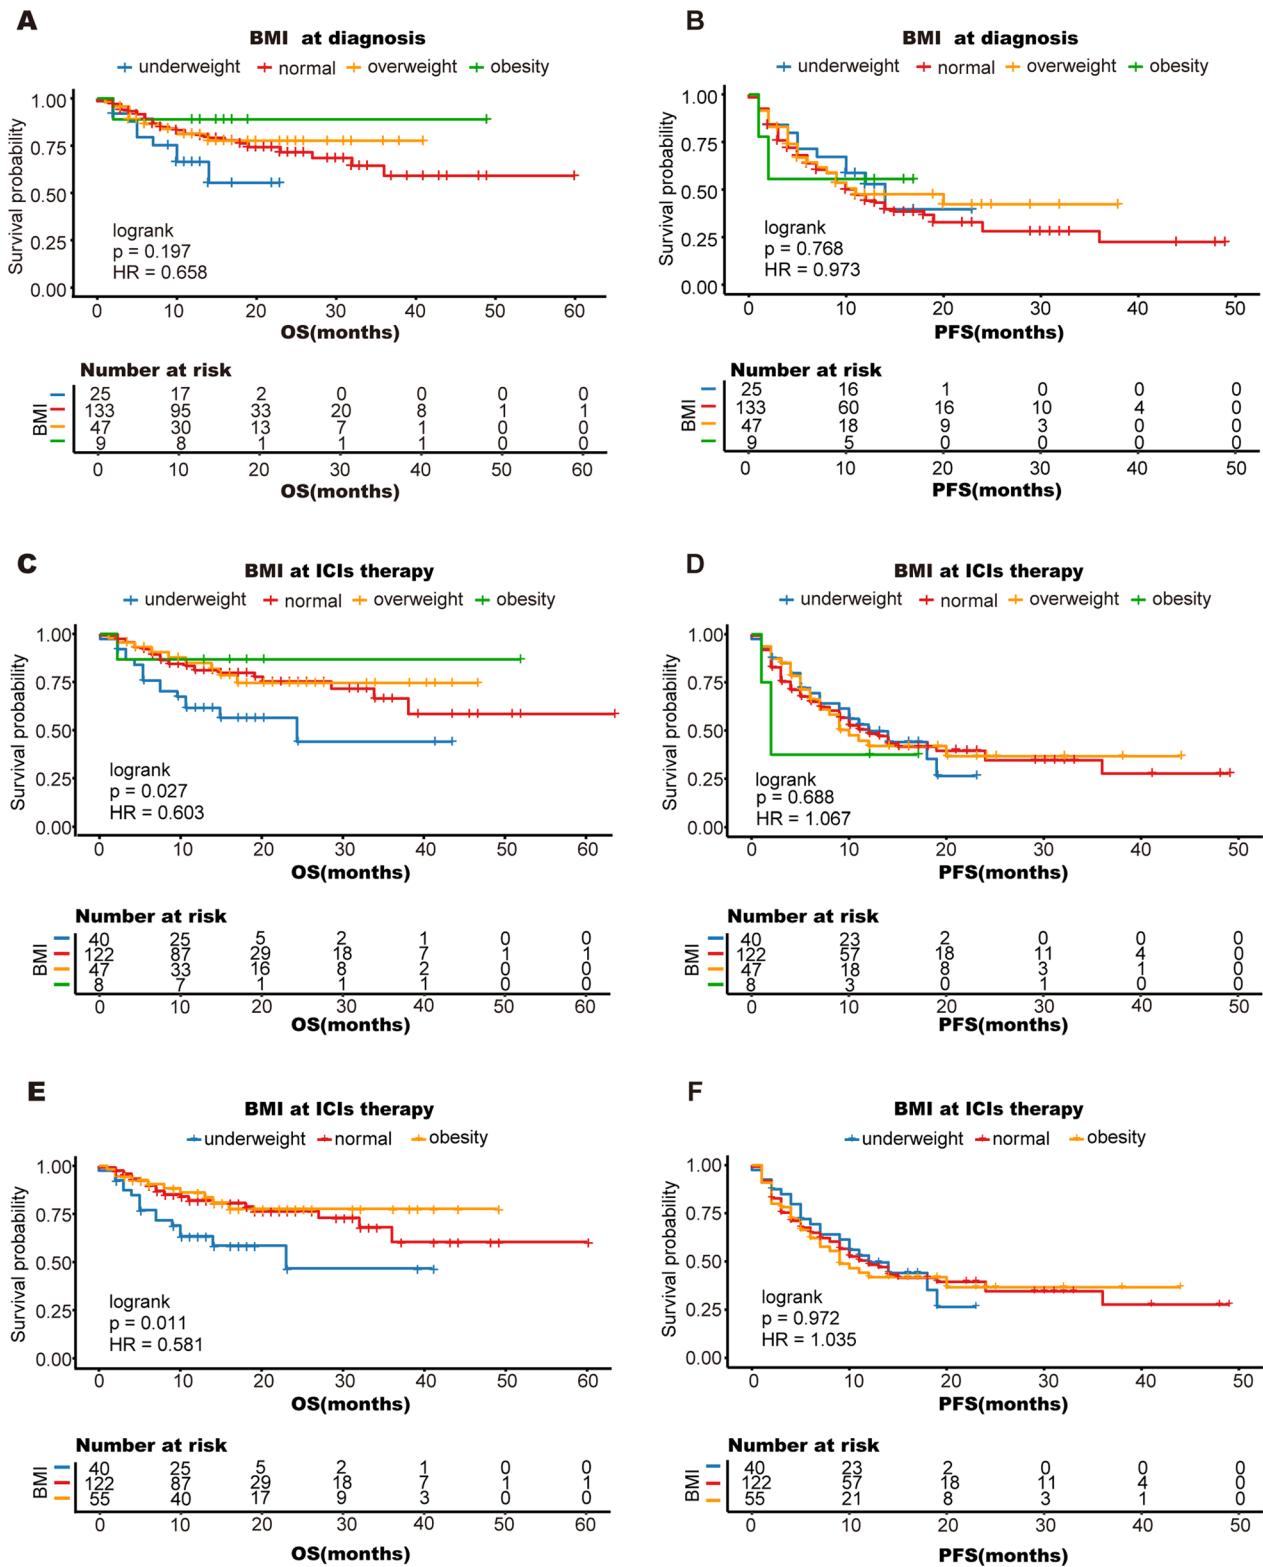 A
BMI at diagnosis
underweight normal overweight obesity
Survival probability
1.00
0.75
0.50
0.25
0.00
logrank
p = 0.197
HR = 0.658
0 10 20 30 40 50 60
OS(months)
Number at risk
BMI
25 17 2 0 0 0 0
133 95 33 20 8 1 1
47 30 13 7 1 0 0
9 8 1 1 1 0 0
0 10 20 30 40 50 60
OS(months)
B
BMI at diagnosis
underweight normal overweight obesity
Survival probability
1.00
0.75
0.50
0.25
0.00
logrank
p = 0.768
HR = 0.973
0 10 20 30 40 50
PFS(months)
Number at risk
BMI
25 16 1 0 0 0
133 60 16 10 4 0
47 18 9 3 0 0
9 5 0 0 0 0
0 10 20 30 40 50
PFS(months)
C
BMI at ICIs therapy
underweight normal overweight obesity
Survival probability
1.00
0.75
0.50
0.25
0.00
logrank
p = 0.027
HR = 0.603
0 10 20 30 40 50 60
OS(months)
Number at risk
BMI
40 25 5 2 1 0 0
122 87 29 18 7 1 1
47 33 16 8 2 0 0
8 7 1 1 1 0 0
0 10 20 30 40 50 60
OS(months)
D
BMI at ICIs therapy
underweight normal overweight obesity
Survival probability
1.00
0.75
0.50
0.25
0.00
logrank
p = 0.688
HR = 1.067
0 10 20 30 40 50
PFS(months)
Number at risk
BMI
40 23 2 0 0 0
122 57 18 11 4 0
47 18 8 3 1 0
8 3 0 1 0 0
0 10 20 30 40 50
PFS(months)
E
BMI at ICIs therapy
underweight normal obesity
Survival probability
1.00
0.75
0.50
0.25
0.00
logrank
p = 0.011
HR = 0.581
0 10 20 30 40 50 60
OS(months)
Number at risk
BMI
40 25 5 2 1 0 0
122 87 29 18 7 1 1
55 40 17 9 3 0 0
0 10 20 30 40 50 60
OS(months)
F
BMI at ICIs therapy
underweight normal obesity
Survival probability
1.00
0.75
0.50
0.25
0.00
logrank
p = 0.972
HR = 1.035
0 10 20 30 40 50
PFS(months)
Number at risk
BMI
40 23 2 0 0 0
122 57 18 11 4 0
55 21 8 3 1 0
0 10 20 30 40 50
PFS(months)